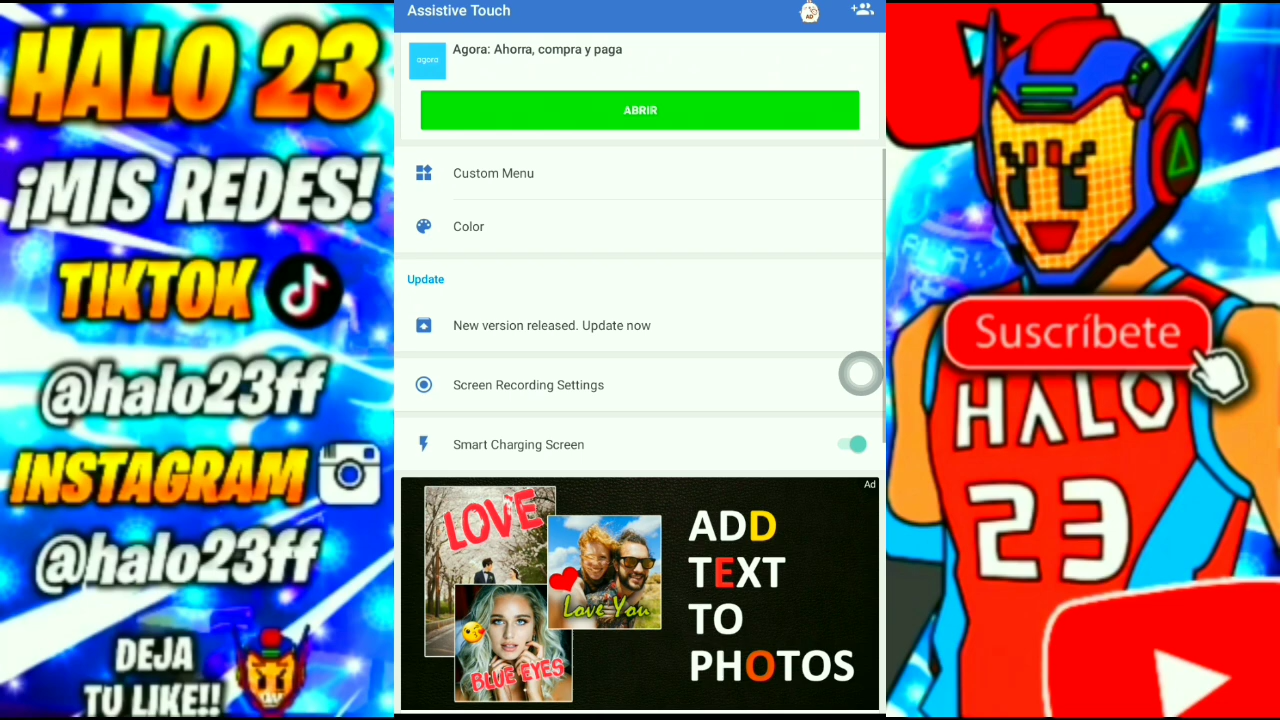 HALO 23
¡MIS REDES!
TIKTOK
@halo23ff
INSTAGRAM
@halo23ff
DEJA
TU LIKE!!
Assistive Touch
AD
agora
Agora: Ahorra, compra y paga
ABRIR
Custom Menu
Color
Update
New version released. Update now
Screen Recording Settings
Smart Charging Screen
Ad
LOVE
Love You
BLUE EYES
ADD
TEXT
TO
PHOTOS
Suscríbete
HALO
23